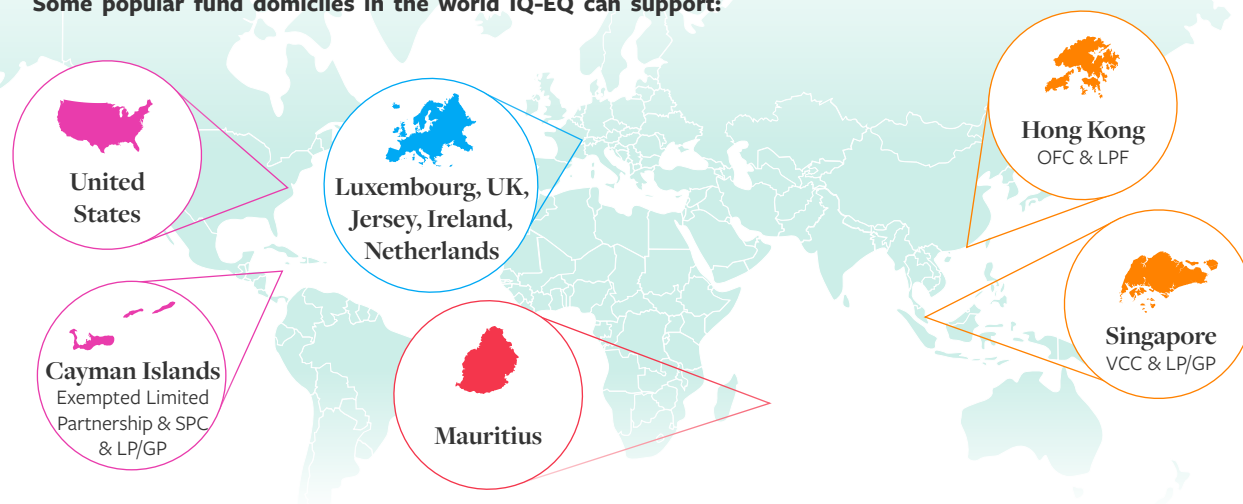 Some popular fund domiciles in the world IQ-EQ can support:
United
States
Luxembourg, UK,
Jersey, Ireland,
Netherlands
Hong Kong
OFC & LPF
Cayman Islands
Exempted Limited
Partnership & SPC
& LP/GP
Mauritius
Singapore
VCC & LP/GP